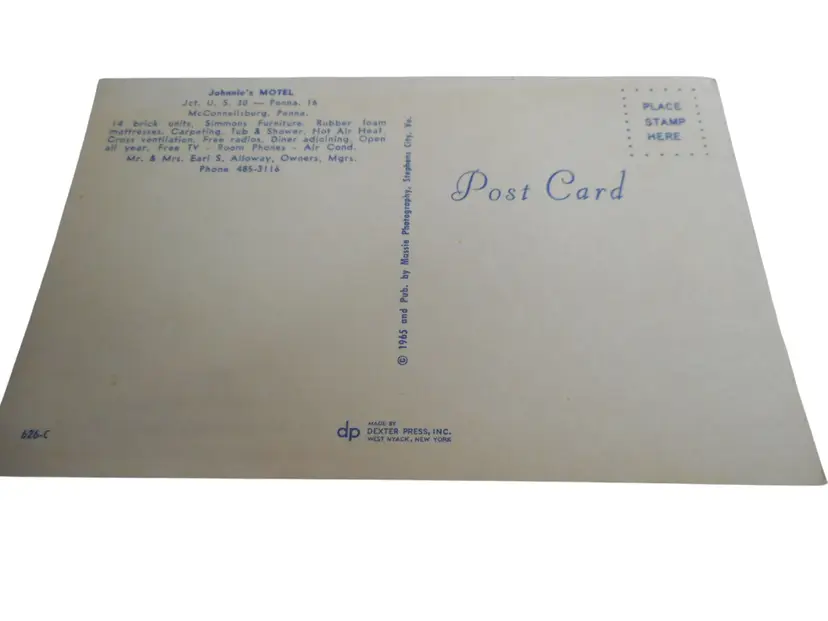 Johnnie's MOTEL
Jct. U. S. 30 — Penna. 16
McConnellsburg, Penna.
14 brick units, Simmons Furniture. Rubber foam
mattresses. Carpeting. Tub & Shower. Hot Air Heat.
Cross ventilation. Free radios. Diner adjoining. Open
all year. Free TV - Room Phones - Air Cond.
Mr. & Mrs. Earl S. Alloway, Owners, Mgrs.
Phone 485-3116
© 1965 and Pub. by Massie Photography, Stephens City, Va.
PLACE
STAMP
HERE
Post Card
626-C
dp
MADE BY
DEXTER PRESS, INC.
WEST NYACK, NEW YORK